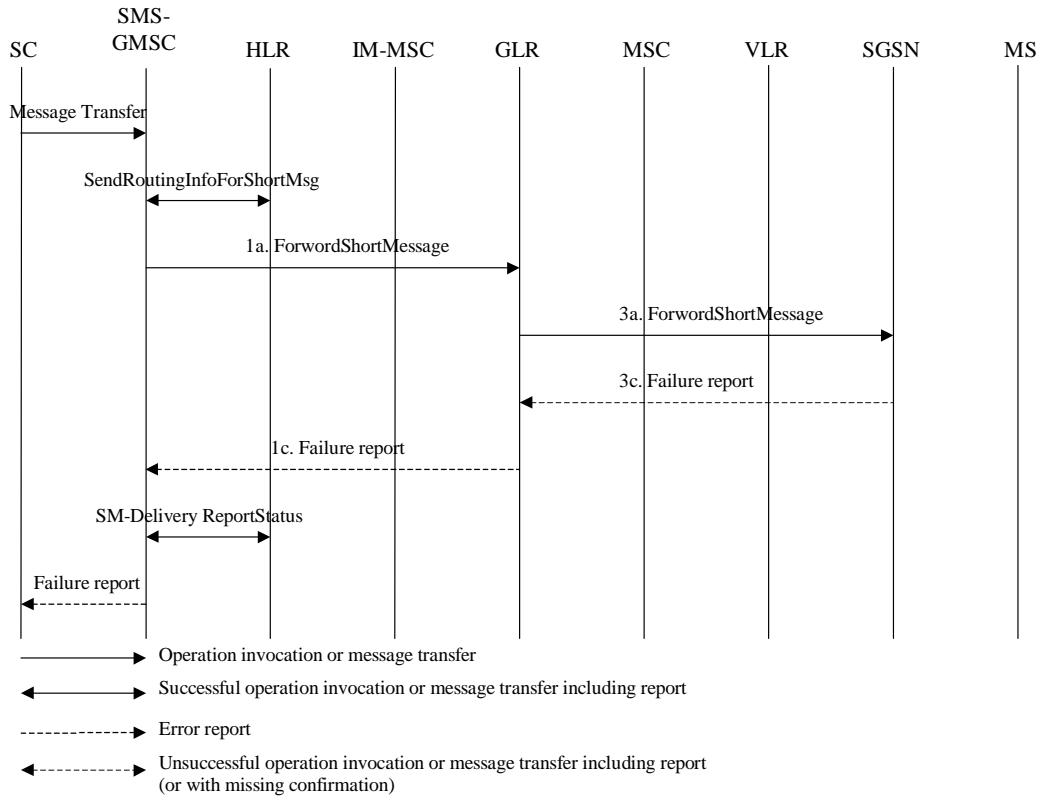 SC
SMS-
GMSC
HLR
IM-MSC
GLR
MSC
VLR
SGSN
MS
Message Transfer
SendRoutingInfoForShortMsg
1a. ForwordShortMessage
3a. ForwordShortMessage
3c. Failure report
1c. Failure report
SM-Delivery ReportStatus
Failure report
Operation invocation or message transfer
Successful operation invocation or message transfer including report
Error report
Unsuccessful operation invocation or message transfer including report
(or with missing confirmation)